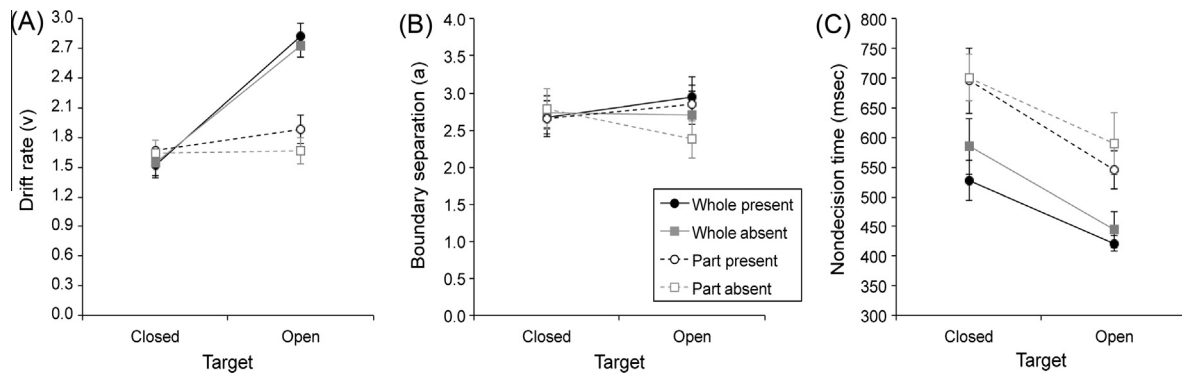 (A)
Drift rate (v)
3.0
2.7
2.4
2.1
1.8
1.5
1.2
0.9
0.6
0.3
0.0
Closed
Open
Target
(B)
Boundary separation (a)
4.0
3.5
3.0
2.5
2.0
1.5
1.0
0.5
0.0
Whole present
Whole absent
Part present
Part absent
Closed
Open
Target
(C)
Nondecision time (msec)
800
750
700
650
600
550
500
450
400
350
300
Closed
Open
Target